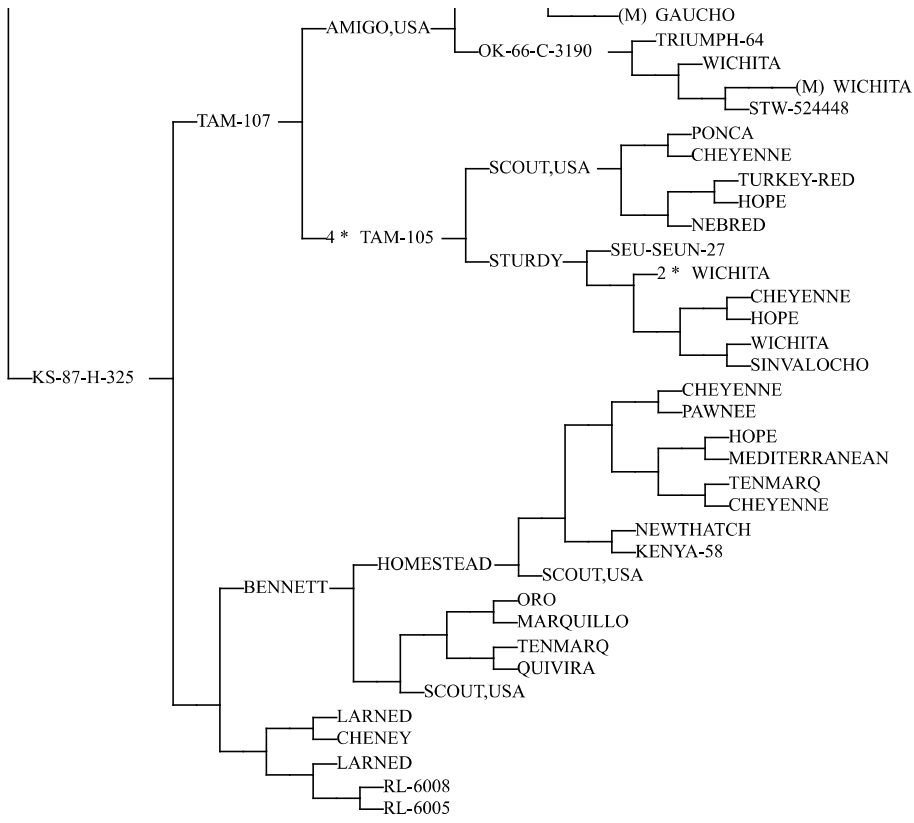 (M) GAUCHO
AMIGO,USA
TRIUMPH-64
OK-66-C-3190
WICHITA
(M) WICHITA
STW-524448
TAM-107
PONCA
CHEYENNE
SCOUT,USA
TURKEY-RED
HOPE
NEBRED
4 * TAM-105
SEU-SEUN-27
STURDY
2 * WICHITA
CHEYENNE
HOPE
WICHITA
SINVALOCHO
KS-87-H-325
CHEYENNE
PAWNEE
HOPE
MEDITERRANEAN
TENMARQ
CHEYENNE
NEWTHATCH
KENYA-58
HOMESTEAD
SCOUT,USA
BENNETT
ORO
MARQUILLO
TENMARQ
QUIVIRA
SCOUT,USA
LARNED
CHENEY
LARNED
RL-6008
RL-6005